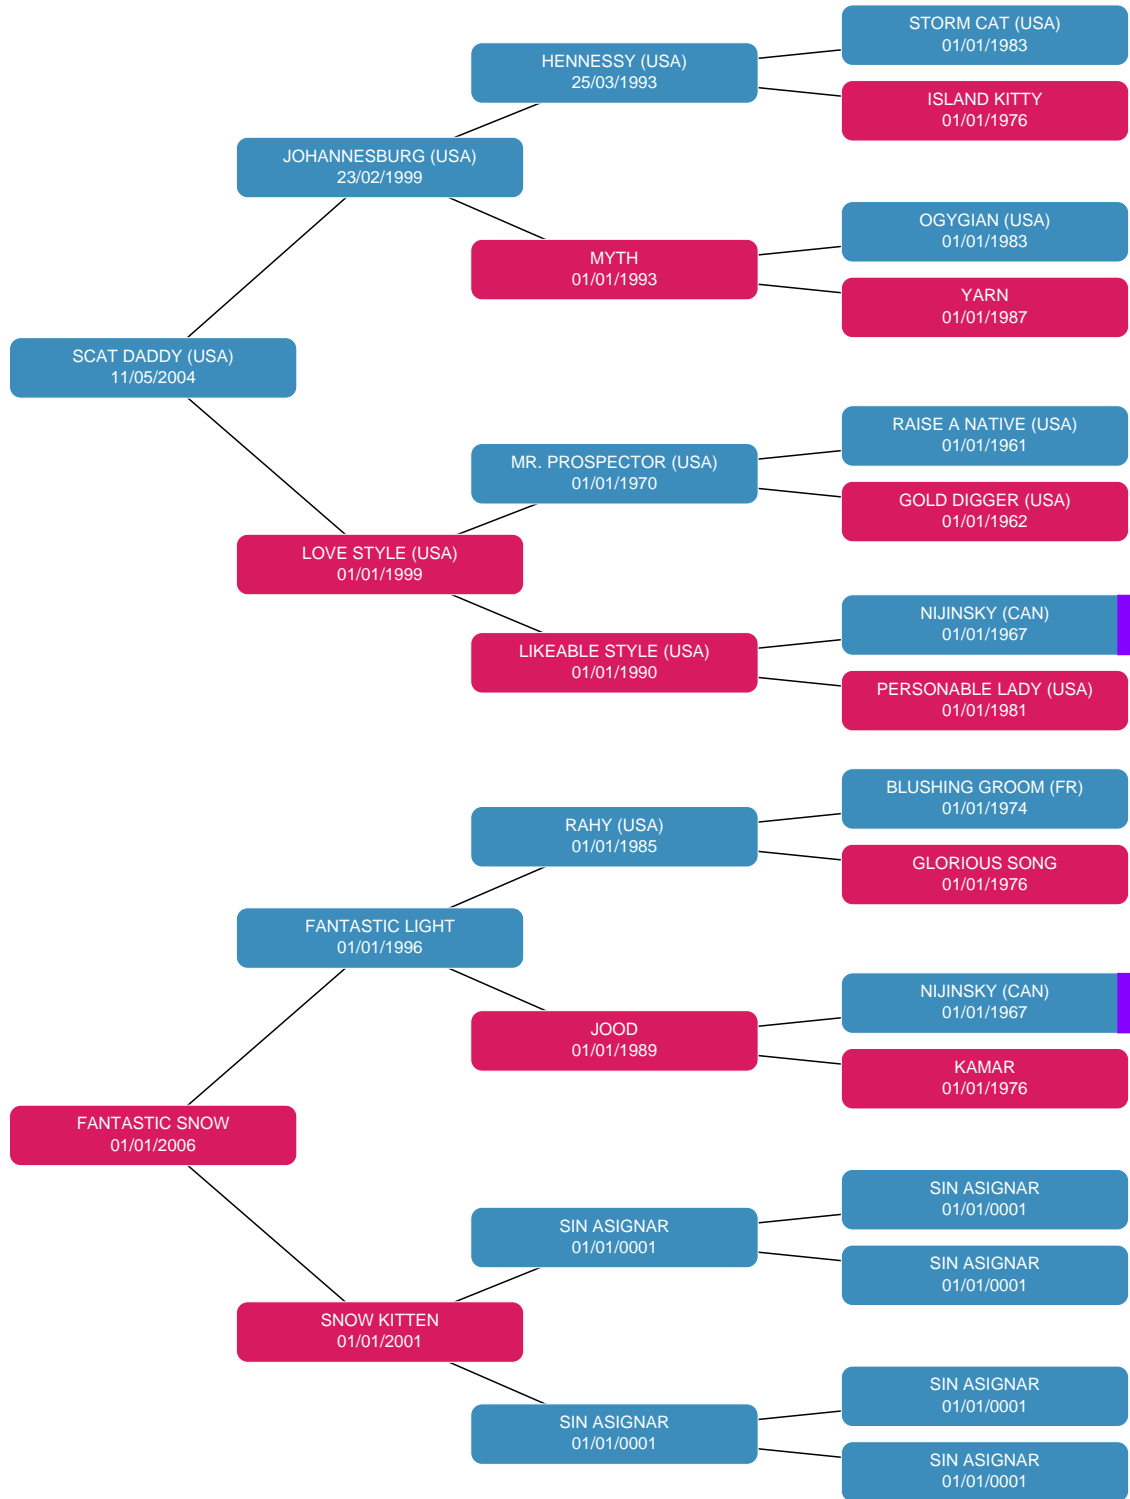 STORM CAT (USA)
01/01/1983
HENNESSY (USA)
25/03/1993
ISLAND KITTY
01/01/1976
JOHANNESBURG (USA)
23/02/1999
OGYGIAN (USA)
01/01/1983
MYTH
01/01/1993
YARN
01/01/1987
SCAT DADDY (USA)
11/05/2004
RAISE A NATIVE (USA)
01/01/1961
MR. PROSPECTOR (USA)
01/01/1970
GOLD DIGGER (USA)
01/01/1962
LOVE STYLE (USA)
01/01/1999
NIJINSKY (CAN)
01/01/1967
LIKEABLE STYLE (USA)
01/01/1990
PERSONABLE LADY (USA)
01/01/1981
BLUSHING GROOM (FR)
01/01/1974
RAHY (USA)
01/01/1985
GLORIOUS SONG
01/01/1976
FANTASTIC LIGHT
01/01/1996
NIJINSKY (CAN)
01/01/1967
JOOD
01/01/1989
KAMAR
01/01/1976
FANTASTIC SNOW
01/01/2006
SIN ASIGNAR
01/01/0001
SIN ASIGNAR
01/01/0001
SIN ASIGNAR
01/01/0001
SNOW KITTEN
01/01/2001
SIN ASIGNAR
01/01/0001
SIN ASIGNAR
01/01/0001
SIN ASIGNAR
01/01/0001